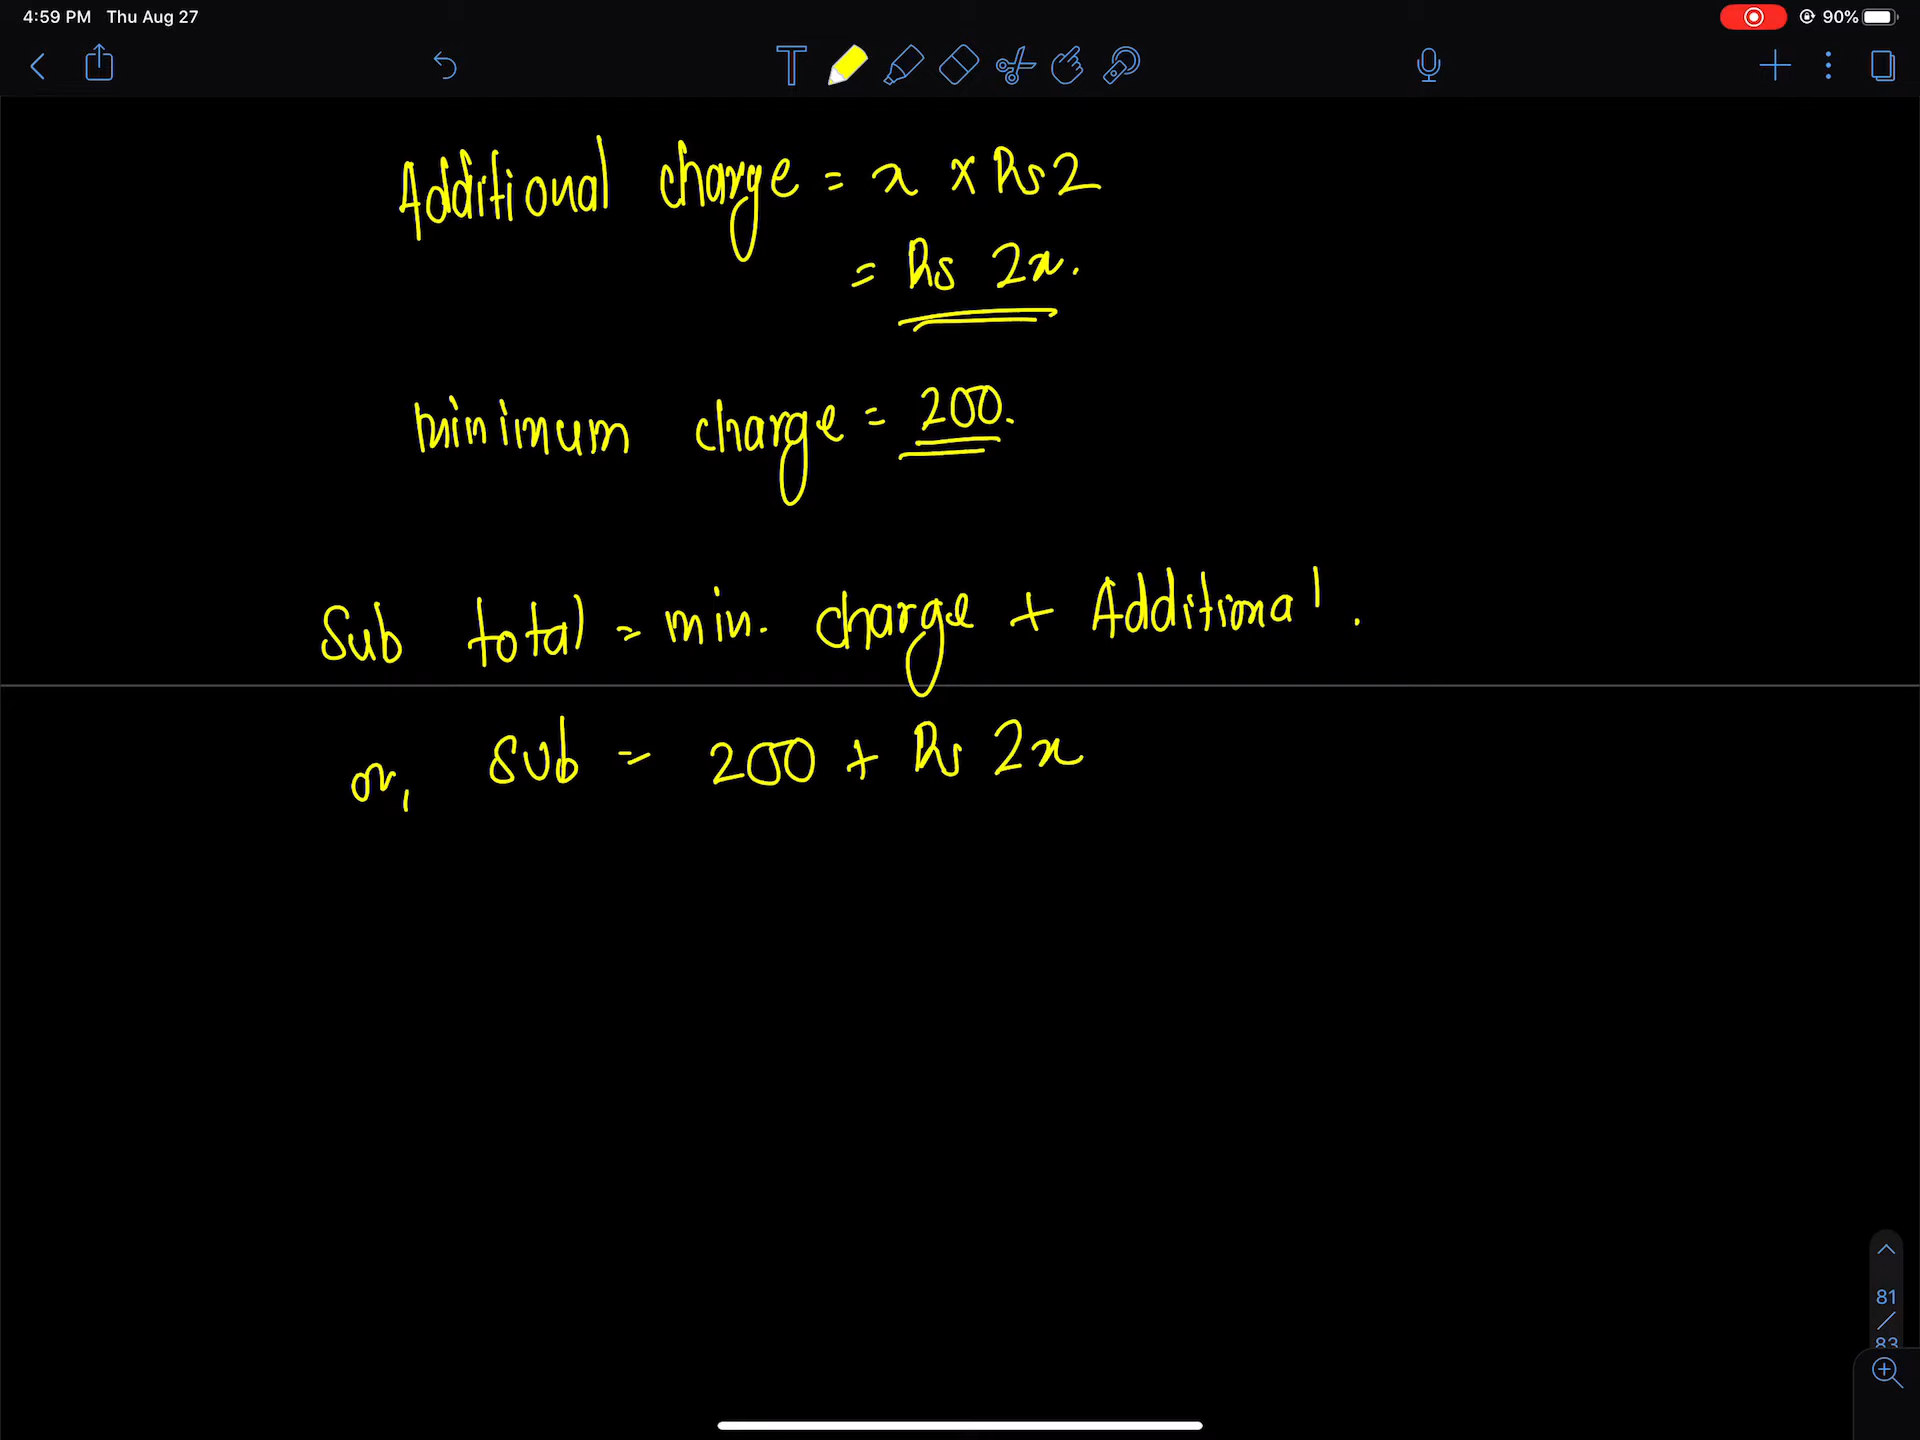 4:59 PM Thu Aug 27
90%
T
Additional charge = x × Rs 2
= Rs 2x.
minimum charge = 200.
Sub total = min. charge + Additional.
or, Sub = 200 + Rs 2x
81
/
83